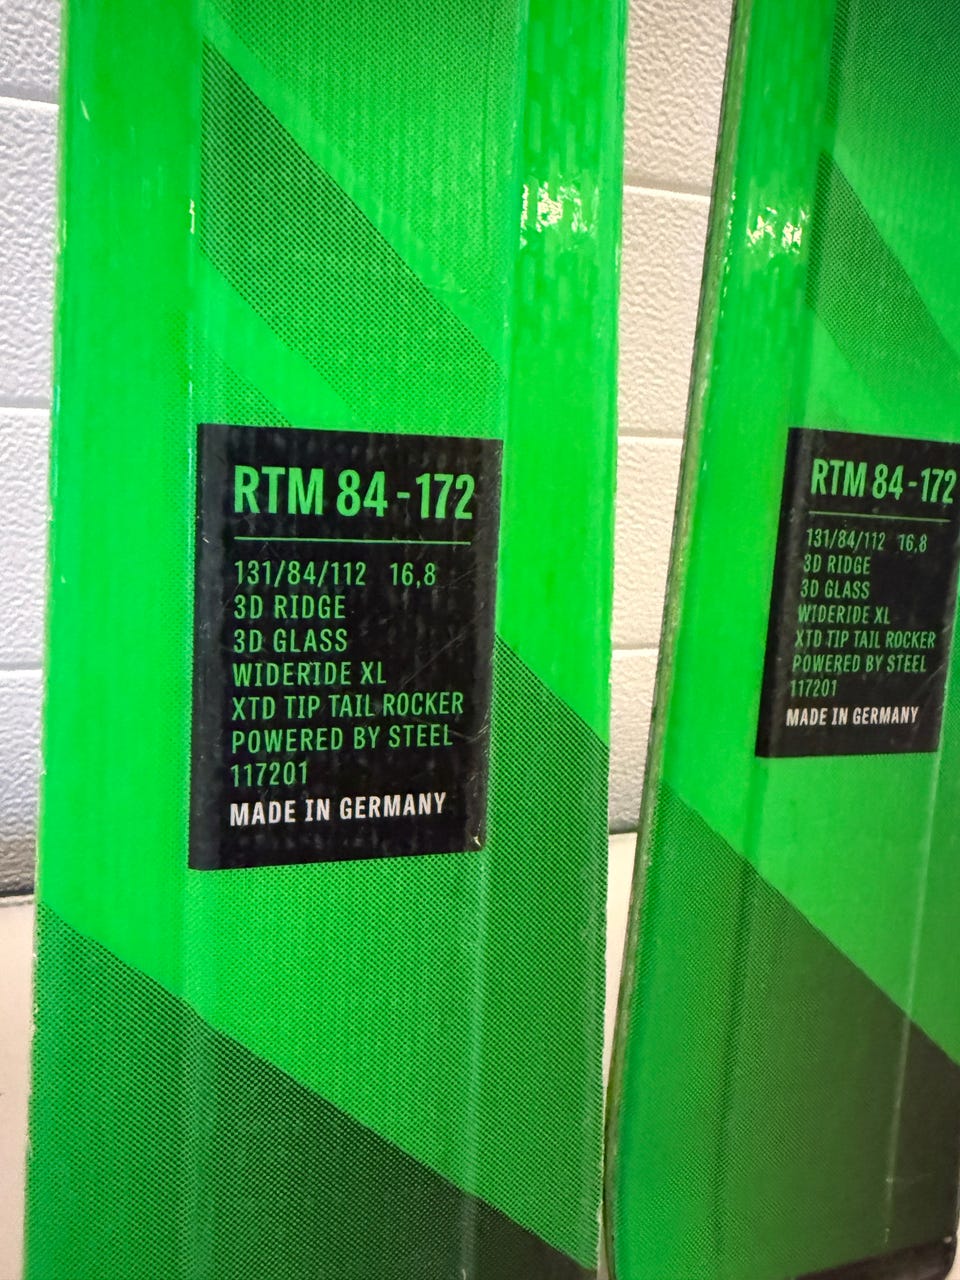 RTM 84 - 172
131/84/112 16,8
3D RIDGE
3D GLASS
WIDERIDE XL
XTD TIP TAIL ROCKER
POWERED BY STEEL
117201
MADE IN GERMANY
RTM 84 - 172
131/84/112 16,8
3D RIDGE
3D GLASS
WIDERIDE XL
XTD TIP TAIL ROCKER
POWERED BY STEEL
117201
MADE IN GERMANY